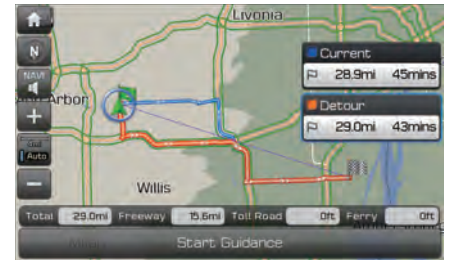 Livonia
N
Current
28.9mi 45mins
NAVI
Arbor
Detour
29.0mi 43mins
Auto
Willis
Total 29.0mi Freeway 15.6mi Toll Road 0ft Ferry 0ft
Start Guidance